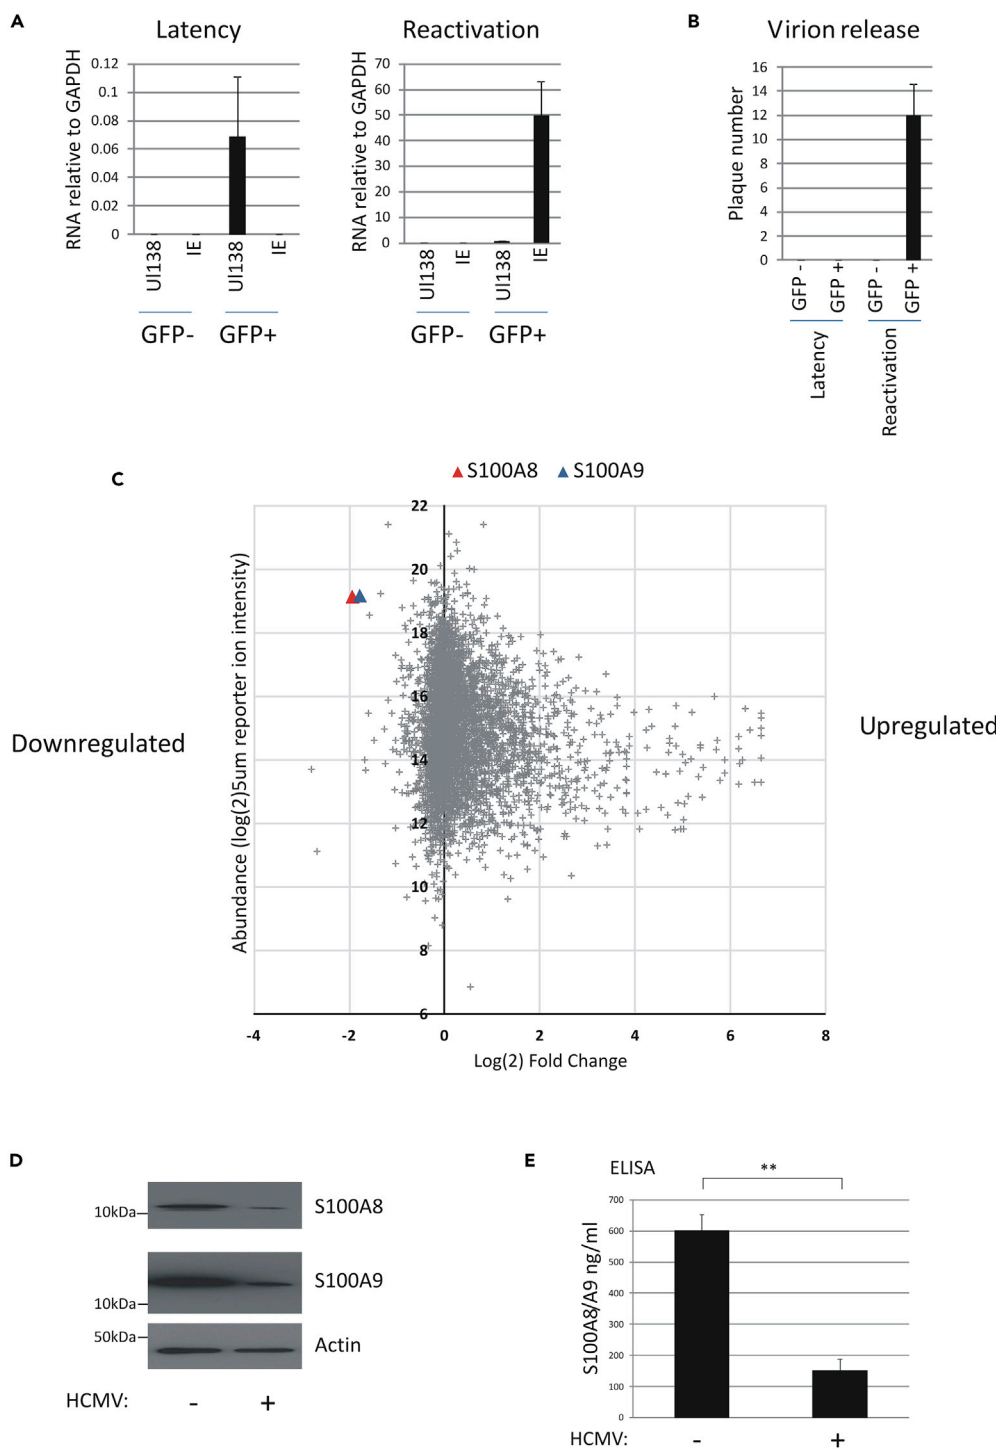 A
Latency
RNA relative to GAPDH
0.12
0.1
0.08
0.06
0.04
0.02
0
Ul138
IE
Ul138
IE
GFP-
GFP+
Reactivation
RNA relative to GAPDH
70
60
50
40
30
20
10
0
Ul138
IE
Ul138
IE
GFP-
GFP+
B
Virion release
Plaque number
16
14
12
10
8
6
4
2
0
GFP -
GFP +
GFP -
GFP +
Latency
Reactivation
C
S100A8
S100A9
Abundance (log(2)5um reporter ion intensity)
22
20
18
16
14
12
10
8
6
-4
-2
0
2
4
6
8
Log(2) Fold Change
Downregulated
Upregulated
D
10kDa
S100A8
S100A9
10kDa
50kDa
Actin
HCMV:
-
+
E
ELISA
**
S100A8/A9 ng/ml
700
600
500
400
300
200
100
0
HCMV:
-
+